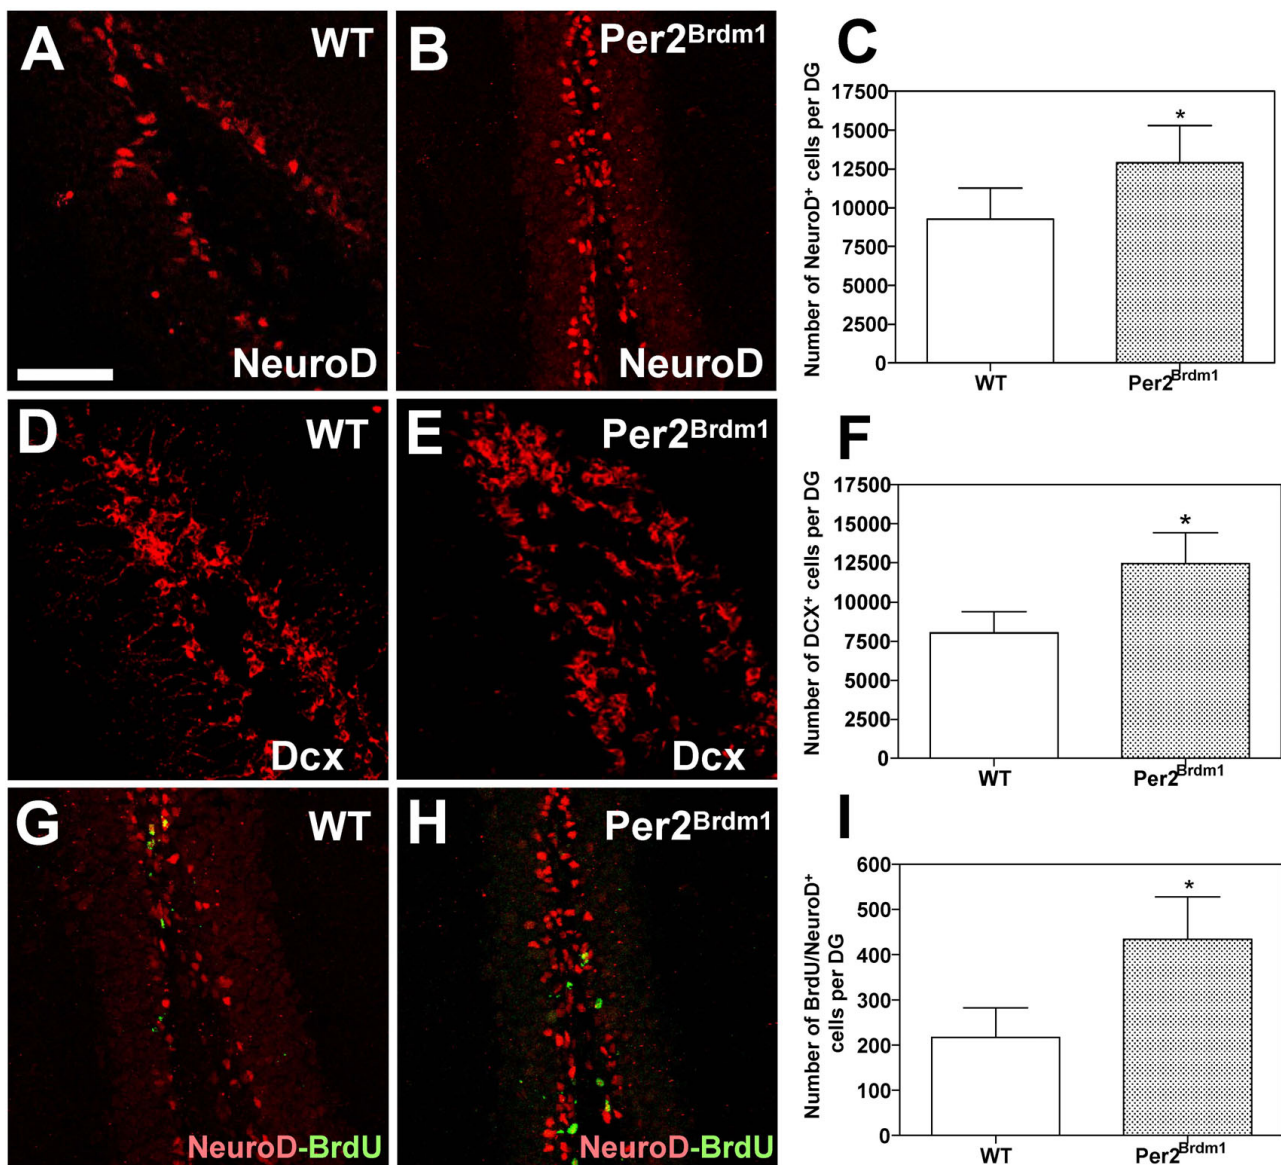 A
WT
NeuroD
B
Per2Brdm1
NeuroD
C
Number of NeuroD+ cells per DG
17500
15000
12500
10000
7500
5000
2500
0
*
WT
Per2Brdm1
D
WT
Dcx
E
Per2Brdm1
Dcx
F
Number of DCX+ cells per DG
17500
15000
12500
10000
7500
5000
2500
0
*
WT
Per2Brdm1
G
WT
NeuroD-BrdU
H
Per2Brdm1
NeuroD-BrdU
I
Number of BrdU/NeuroD+
cells per DG
600
500
400
300
200
100
0
*
WT
Per2Brdm1